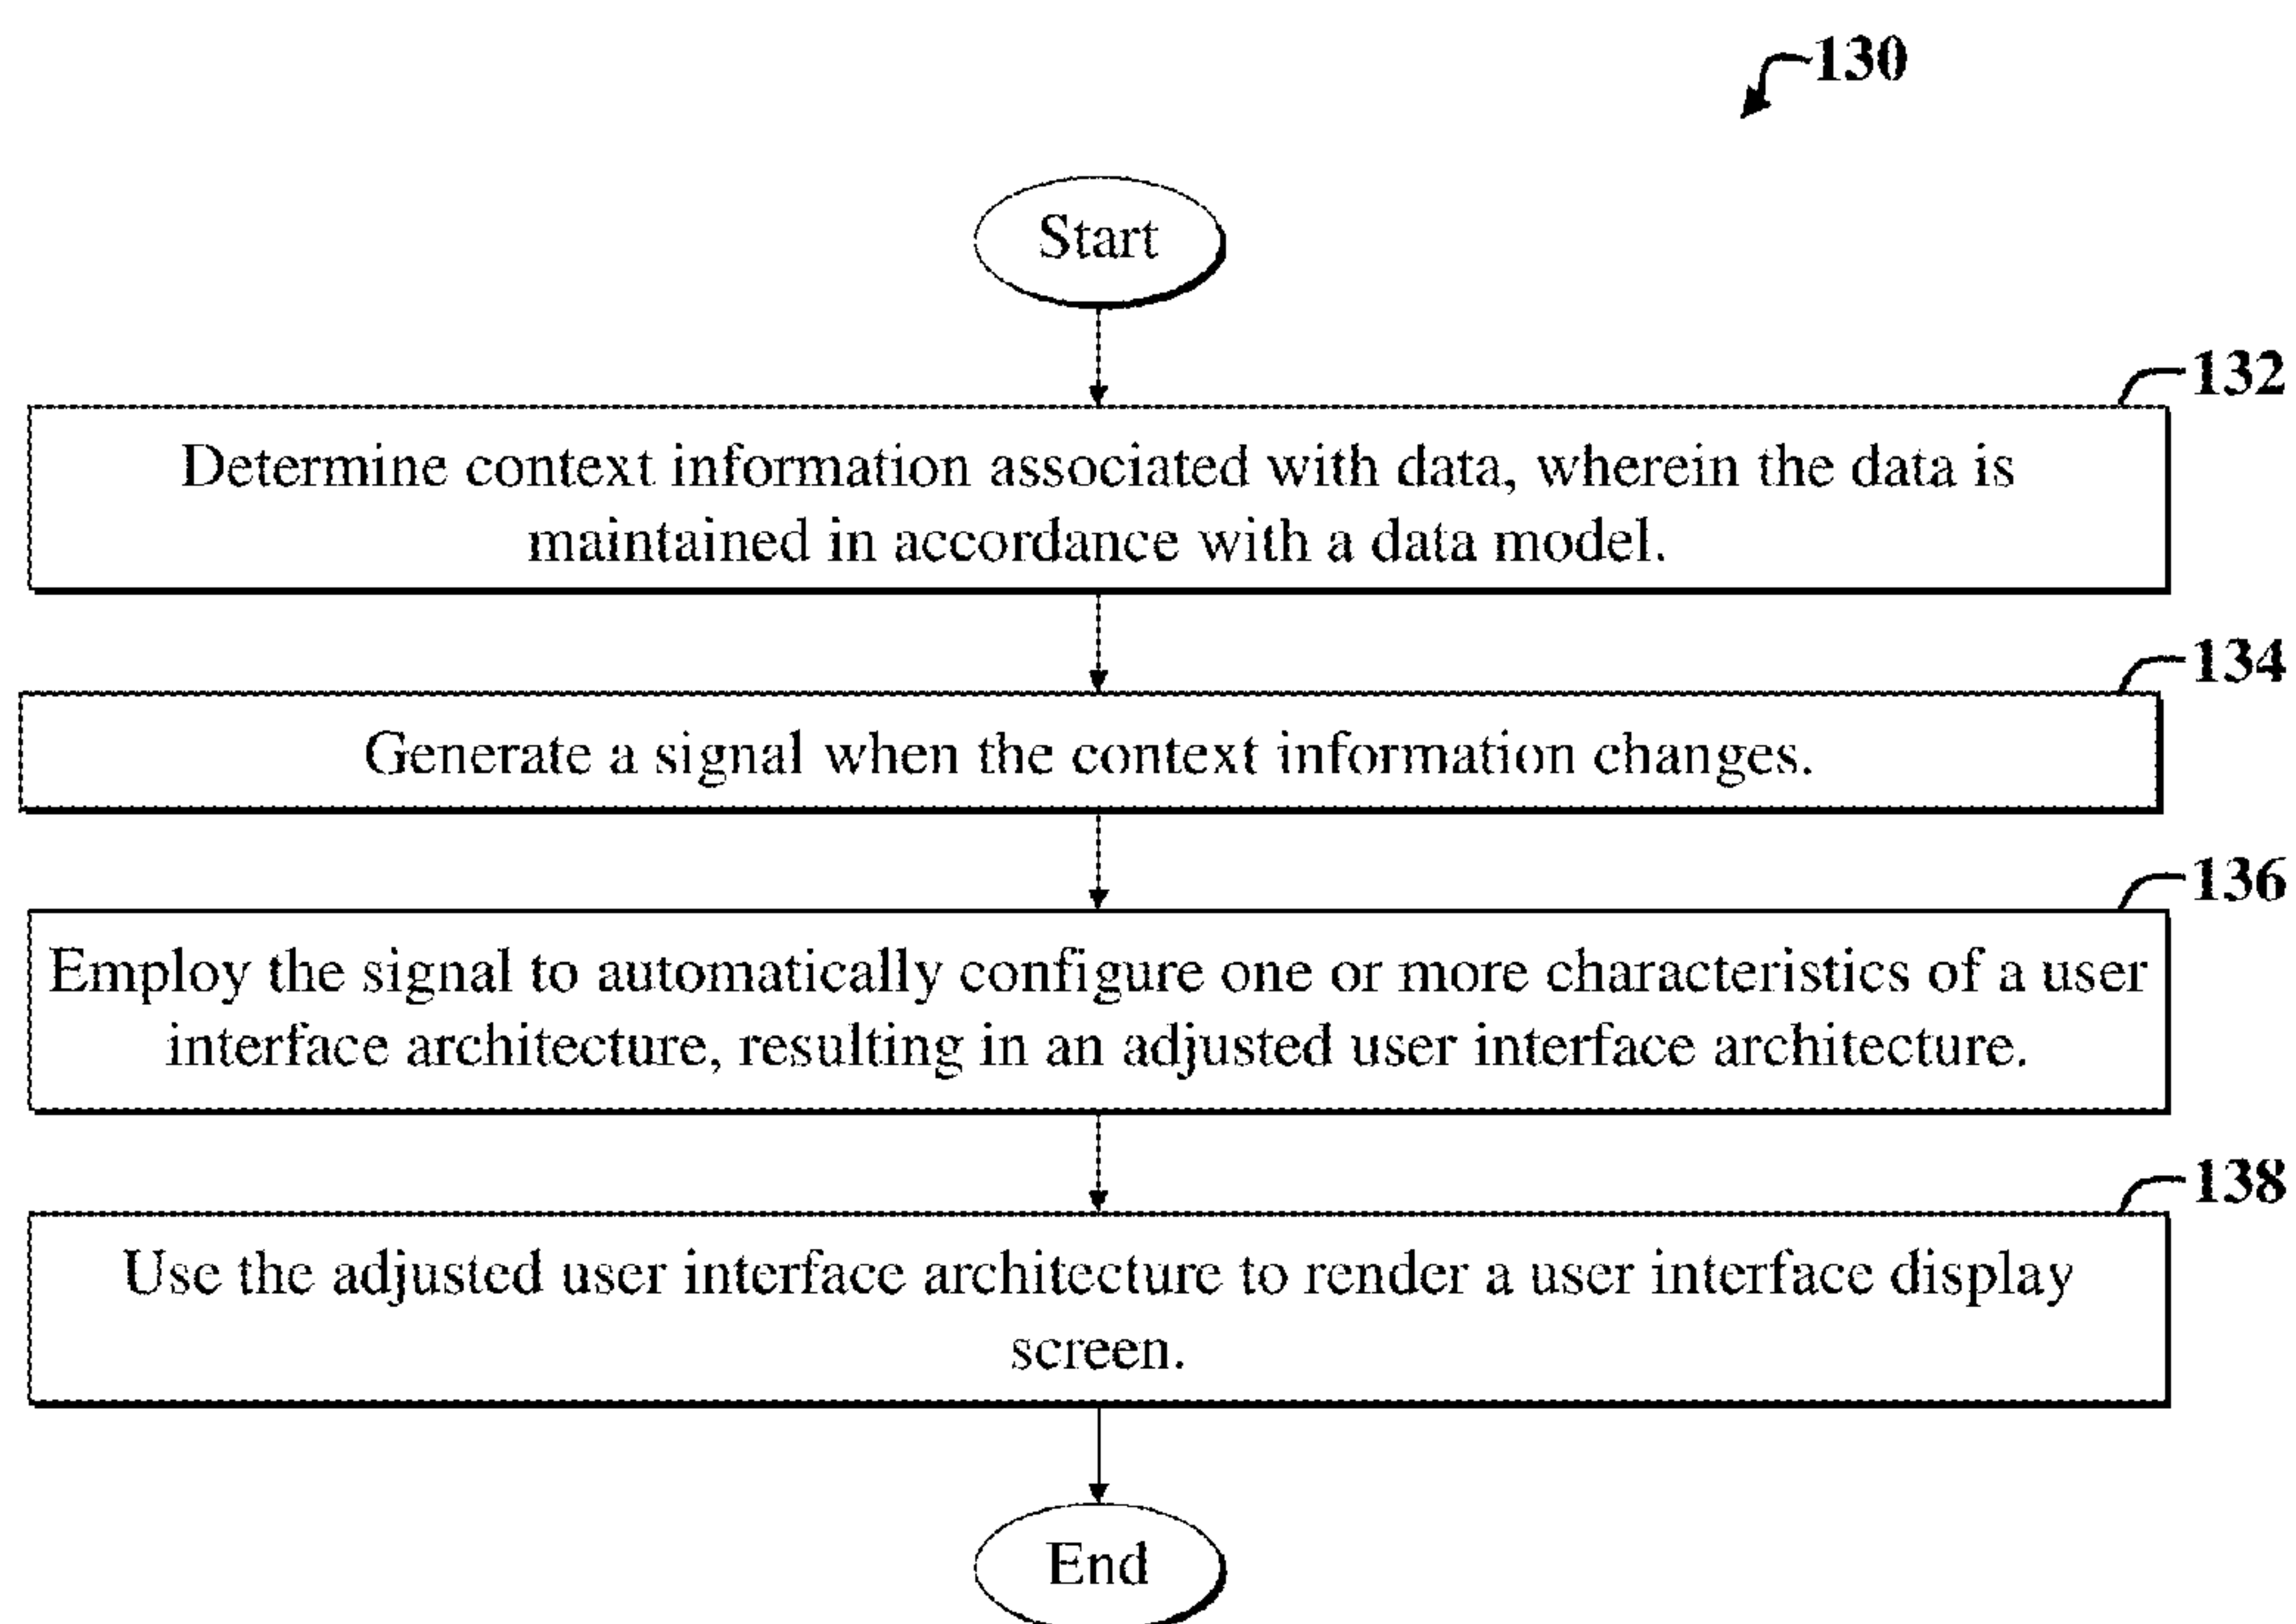 130
Start
132
Determine context information associated with data, wherein the data is
maintained in accordance with a data model.
134
Generate a signal when the context information changes.
136
Employ the signal to automatically configure one or more characteristics of a user
interface architecture, resulting in an adjusted user interface architecture.
138
Use the adjusted user interface architecture to render a user interface display
screen.
End